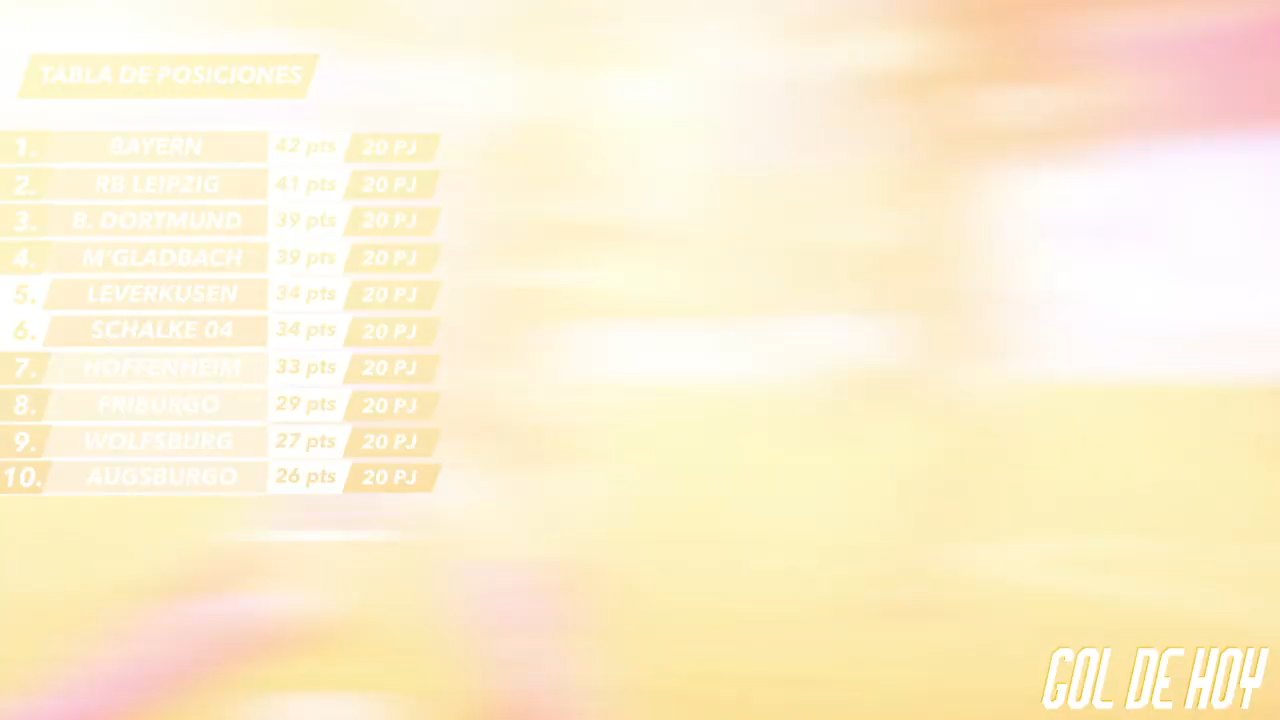 TABLA DE POSICIONES
1. BAYERN 42 pts 20 PJ
2. RB LEIPZIG 41 pts 20 PJ
3. B. DORTMUND 39 pts 20 PJ
4. M'GLADBACH 39 pts 20 PJ
5. LEVERKUSEN 34 pts 20 PJ
6. SCHALKE 04 34 pts 20 PJ
7. HOFFENHEIM 33 pts 20 PJ
8. FRIBURGO 29 pts 20 PJ
9. WOLFSBURG 27 pts 20 PJ
10. AUGSBURGO 26 pts 20 PJ
GOL DE HOY